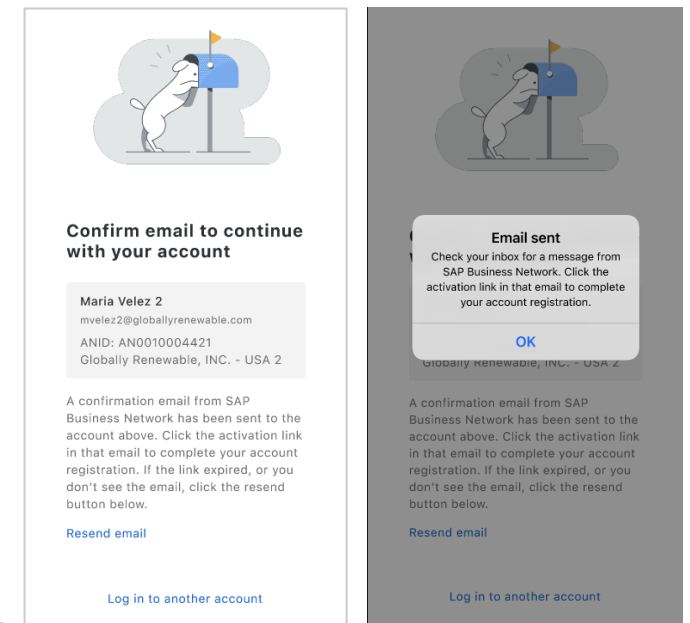 Confirm email to continue
with your account
Maria Velez 2
mvelez2@globallyrenewable.com
ANID: AN0010004421
Globally Renewable, INC. - USA 2
A confirmation email from SAP
Business Network has been sent to the
account above. Click the activation link
in that email to complete your account
registration. If the link expired, or you
don't see the email, click the resend
button below.
Resend email
Log in to another account
Email sent
Check your inbox for a message from
SAP Business Network. Click the
activation link in that email to complete
your account registration.
OK
Globally Renewable, INC. - USA 2
A confirmation email from SAP
Business Network has been sent to the
account above. Click the activation link
in that email to complete your account
registration. If the link expired, or you
don't see the email, click the resend
button below.
Resend email
Log in to another account